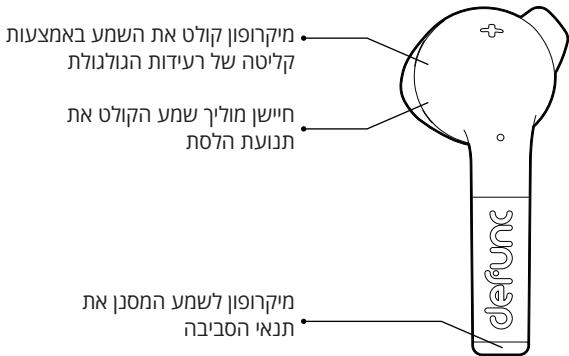 מיקרופון קולט את השמע באמצעות
קליטה של רעידות הגולגולת
חיישן מוליך שמע הקולט את
תנועת הלסת
defunc
מיקרופון לשמע המסנן את
תנאי הסביבה